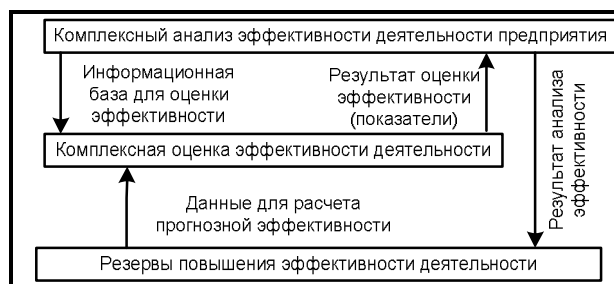 Комплексный анализ эффективности деятельности предприятия
Информационная
база для оценки
эффективности
Результат оценки
эффективности
(показатели)
Результат анализа
эффективности
Комплексная оценка эффективности деятельности
Данные для расчета
прогнозной эффективности
Резервы повышения эффективности деятельности